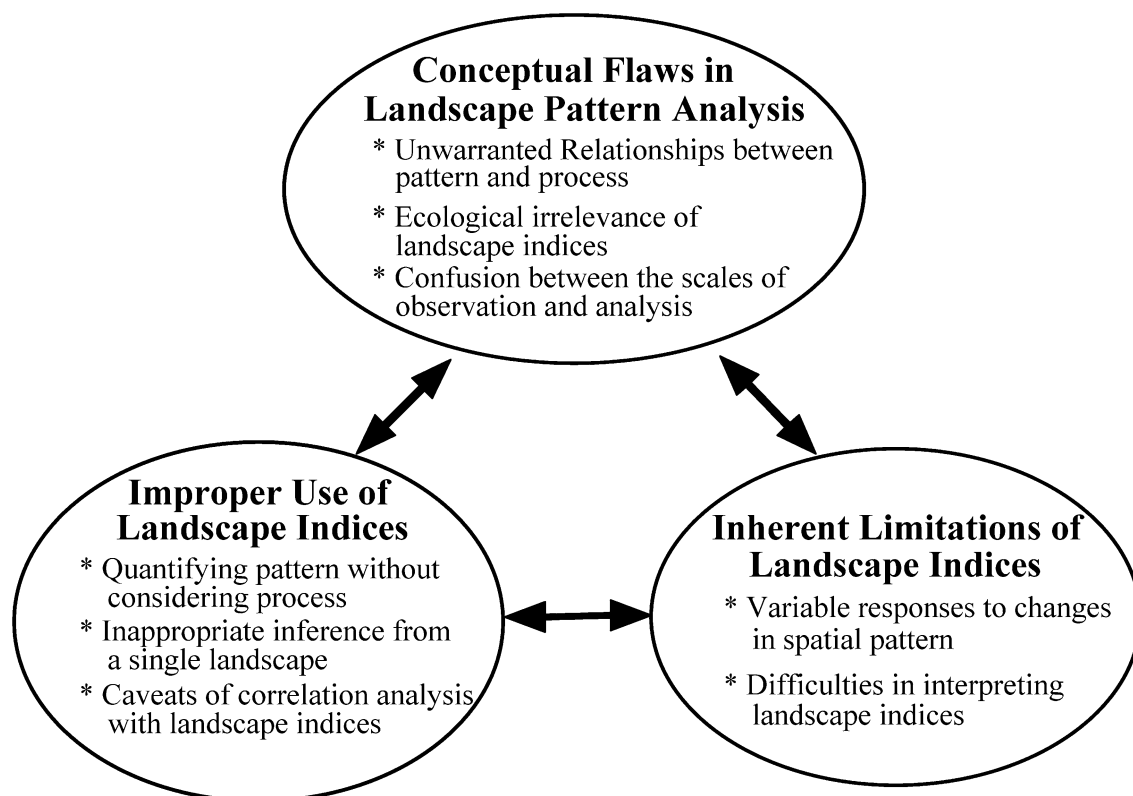 Conceptual Flaws in
Landscape Pattern Analysis
* Unwarranted Relationships between
pattern and process
* Ecological irrelevance of
landscape indices
* Confusion between the scales of
observation and analysis
Improper Use of
Landscape Indices
* Quantifying pattern without
considering process
* Inappropriate inference from
a single landscape
* Caveats of correlation analysis
with landscape indices
Inherent Limitations of
Landscape Indices
* Variable responses to changes
in spatial pattern
* Difficulties in interpreting
landscape indices